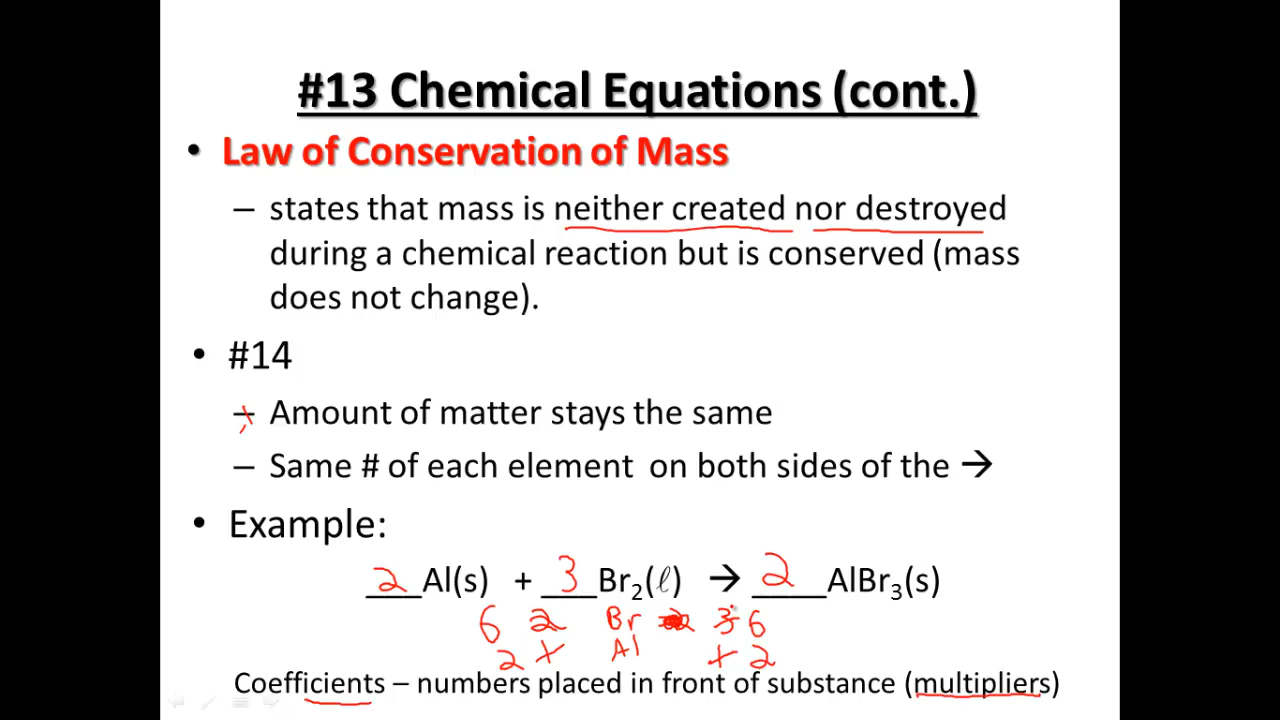 #13 Chemical Equations (cont.)
• Law of Conservation of Mass
– states that mass is neither created nor destroyed
during a chemical reaction but is conserved (mass
does not change).
• #14
– Amount of matter stays the same
– Same # of each element on both sides of the →
• Example:
2 Al(s) + 3 Br₂(ℓ) → 2 AlBr₃(s)
6 2 Br 3 6
2 Al 2
Coefficients – numbers placed in front of substance (multipliers)